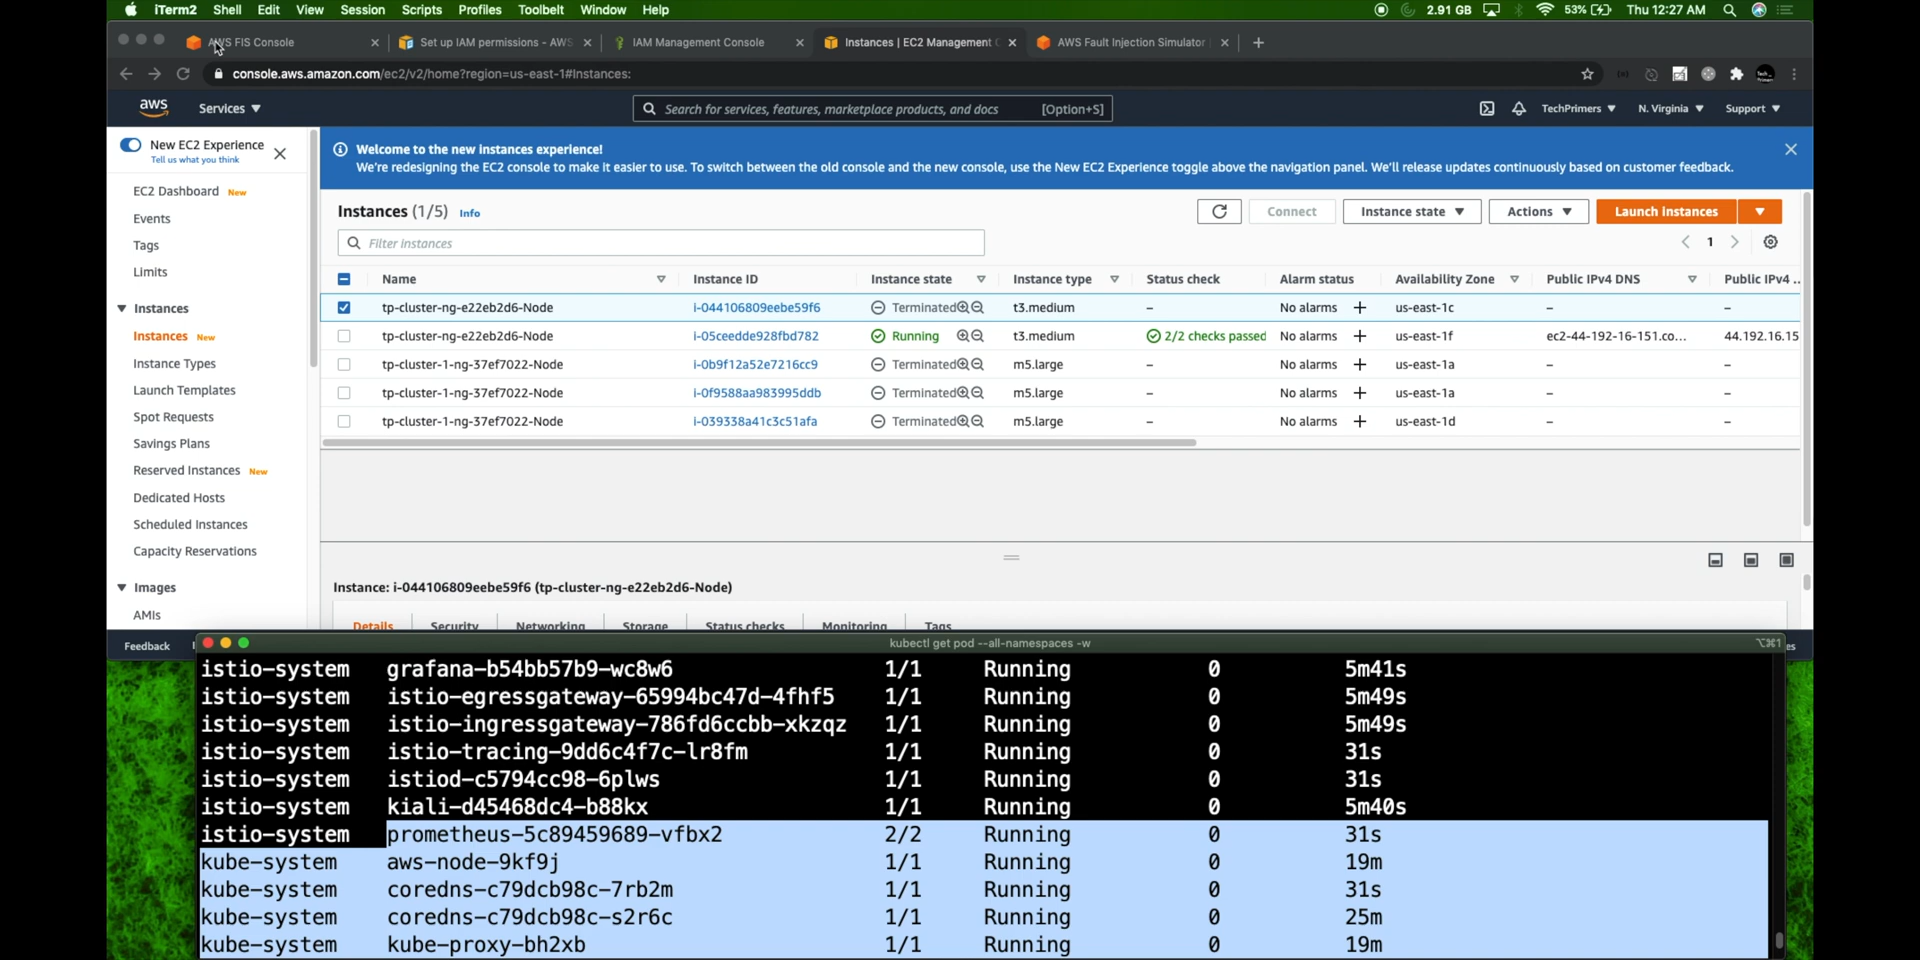 iTerm2 Shell Edit View Session Scripts Profiles Toolbelt Window Help 2.91 GB 53% Thu 12:27 AM
AWS FIS Console Set up IAM permissions - AWS IAM Management Console Instances | EC2 Management C AWS Fault Injection Simulator
console.aws.amazon.com/ec2/v2/home?region=us-east-1#Instances:
aws Services Search for services, features, marketplace products, and docs [Option+S] TechPrimers N. Virginia Support
New EC2 Experience
Tell us what you think
Welcome to the new instances experience!
We're redesigning the EC2 console to make it easier to use. To switch between the old console and the new console, use the New EC2 Experience toggle above the navigation panel. We'll release updates continuously based on customer feedback.
EC2 Dashboard New
Events
Tags
Limits
Instances
Instances New
Instance Types
Launch Templates
Spot Requests
Savings Plans
Reserved Instances New
Dedicated Hosts
Scheduled Instances
Capacity Reservations
Images
AMIs
Feedback
Instances (1/5) Info Connect Instance state Actions Launch instances
Filter instances 1
Name Instance ID Instance state Instance type Status check Alarm status Availability Zone Public IPv4 DNS Public IPv4 ..
tp-cluster-ng-e22eb2d6-Node i-044106809eebe59f6 Terminated t3.medium – No alarms + us-east-1c – –
tp-cluster-ng-e22eb2d6-Node i-05ceedde928fbd782 Running t3.medium 2/2 checks passed No alarms + us-east-1f ec2-44-192-16-151.co... 44.192.16.15
tp-cluster-1-ng-37ef7022-Node i-0b9f12a52e7216cc9 Terminated m5.large – No alarms + us-east-1a – –
tp-cluster-1-ng-37ef7022-Node i-0f9588aa983995ddb Terminated m5.large – No alarms + us-east-1a – –
tp-cluster-1-ng-37ef7022-Node i-039338a41c3c51afa Terminated m5.large – No alarms + us-east-1d – –
Instance: i-044106809eebe59f6 (tp-cluster-ng-e22eb2d6-Node)
Details Security Networking Storage Status checks Monitoring Tags
kubectl get pod --all-namespaces -w ⌥⌘1
istio-system grafana-b54bb57b9-wc8w6 1/1 Running 0 5m41s
istio-system istio-egressgateway-65994bc47d-4fhf5 1/1 Running 0 5m49s
istio-system istio-ingressgateway-786fd6ccbb-xkzqz 1/1 Running 0 5m49s
istio-system istio-tracing-9dd6c4f7c-lr8fm 1/1 Running 0 31s
istio-system istiod-c5794cc98-6plws 1/1 Running 0 31s
istio-system kiali-d45468dc4-b88kx 1/1 Running 0 5m40s
istio-system prometheus-5c89459689-vfbx2 2/2 Running 0 31s
kube-system aws-node-9kf9j 1/1 Running 0 19m
kube-system coredns-c79dcb98c-7rb2m 1/1 Running 0 31s
kube-system coredns-c79dcb98c-s2r6c 1/1 Running 0 25m
kube-system kube-proxy-bh2xb 1/1 Running 0 19m